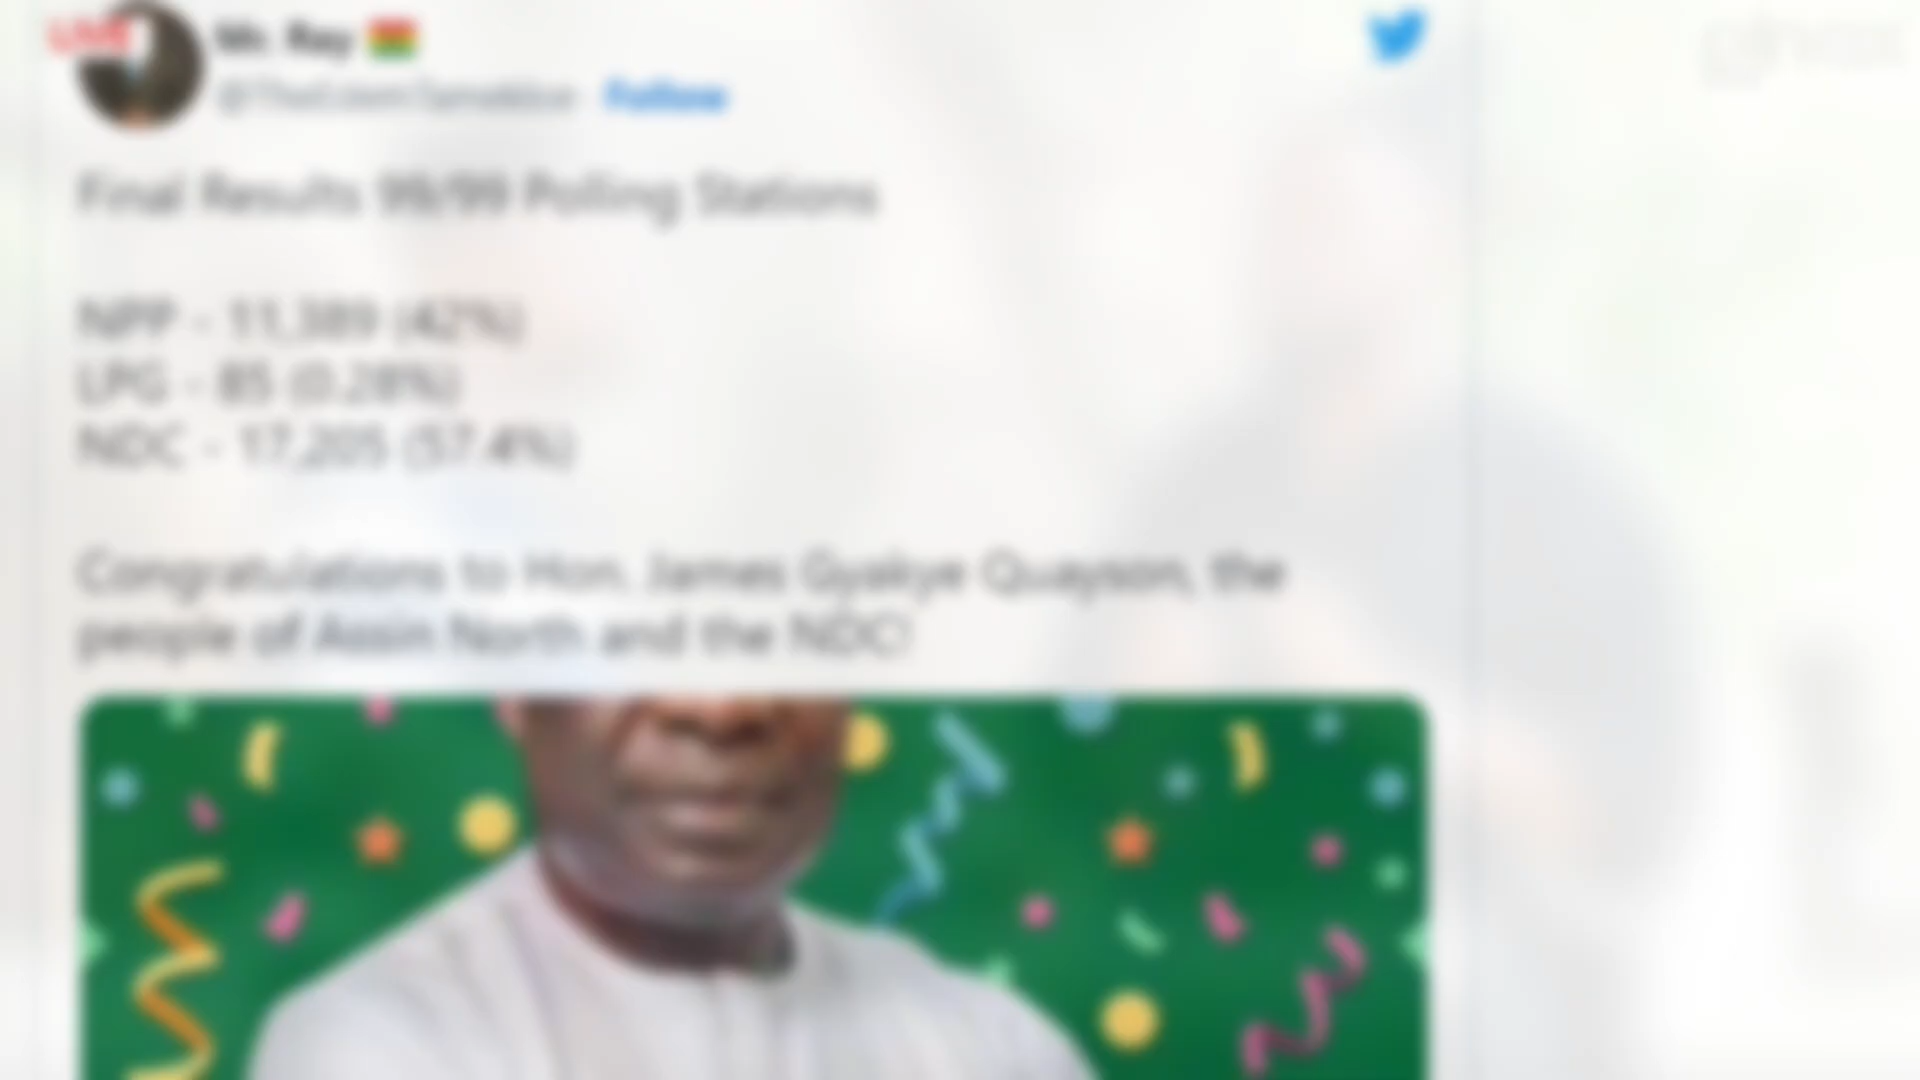 LIVE
Mr. Ray
Follow
Final Results 99/99 Polling Stations
NPP - 11,389 (42%)
LPG - 85 (0.28%)
NDC - 17,205 (57.4%)
Congratulations to Hon. James Gyakye Quayson, the
people of Assin North and the NDC!